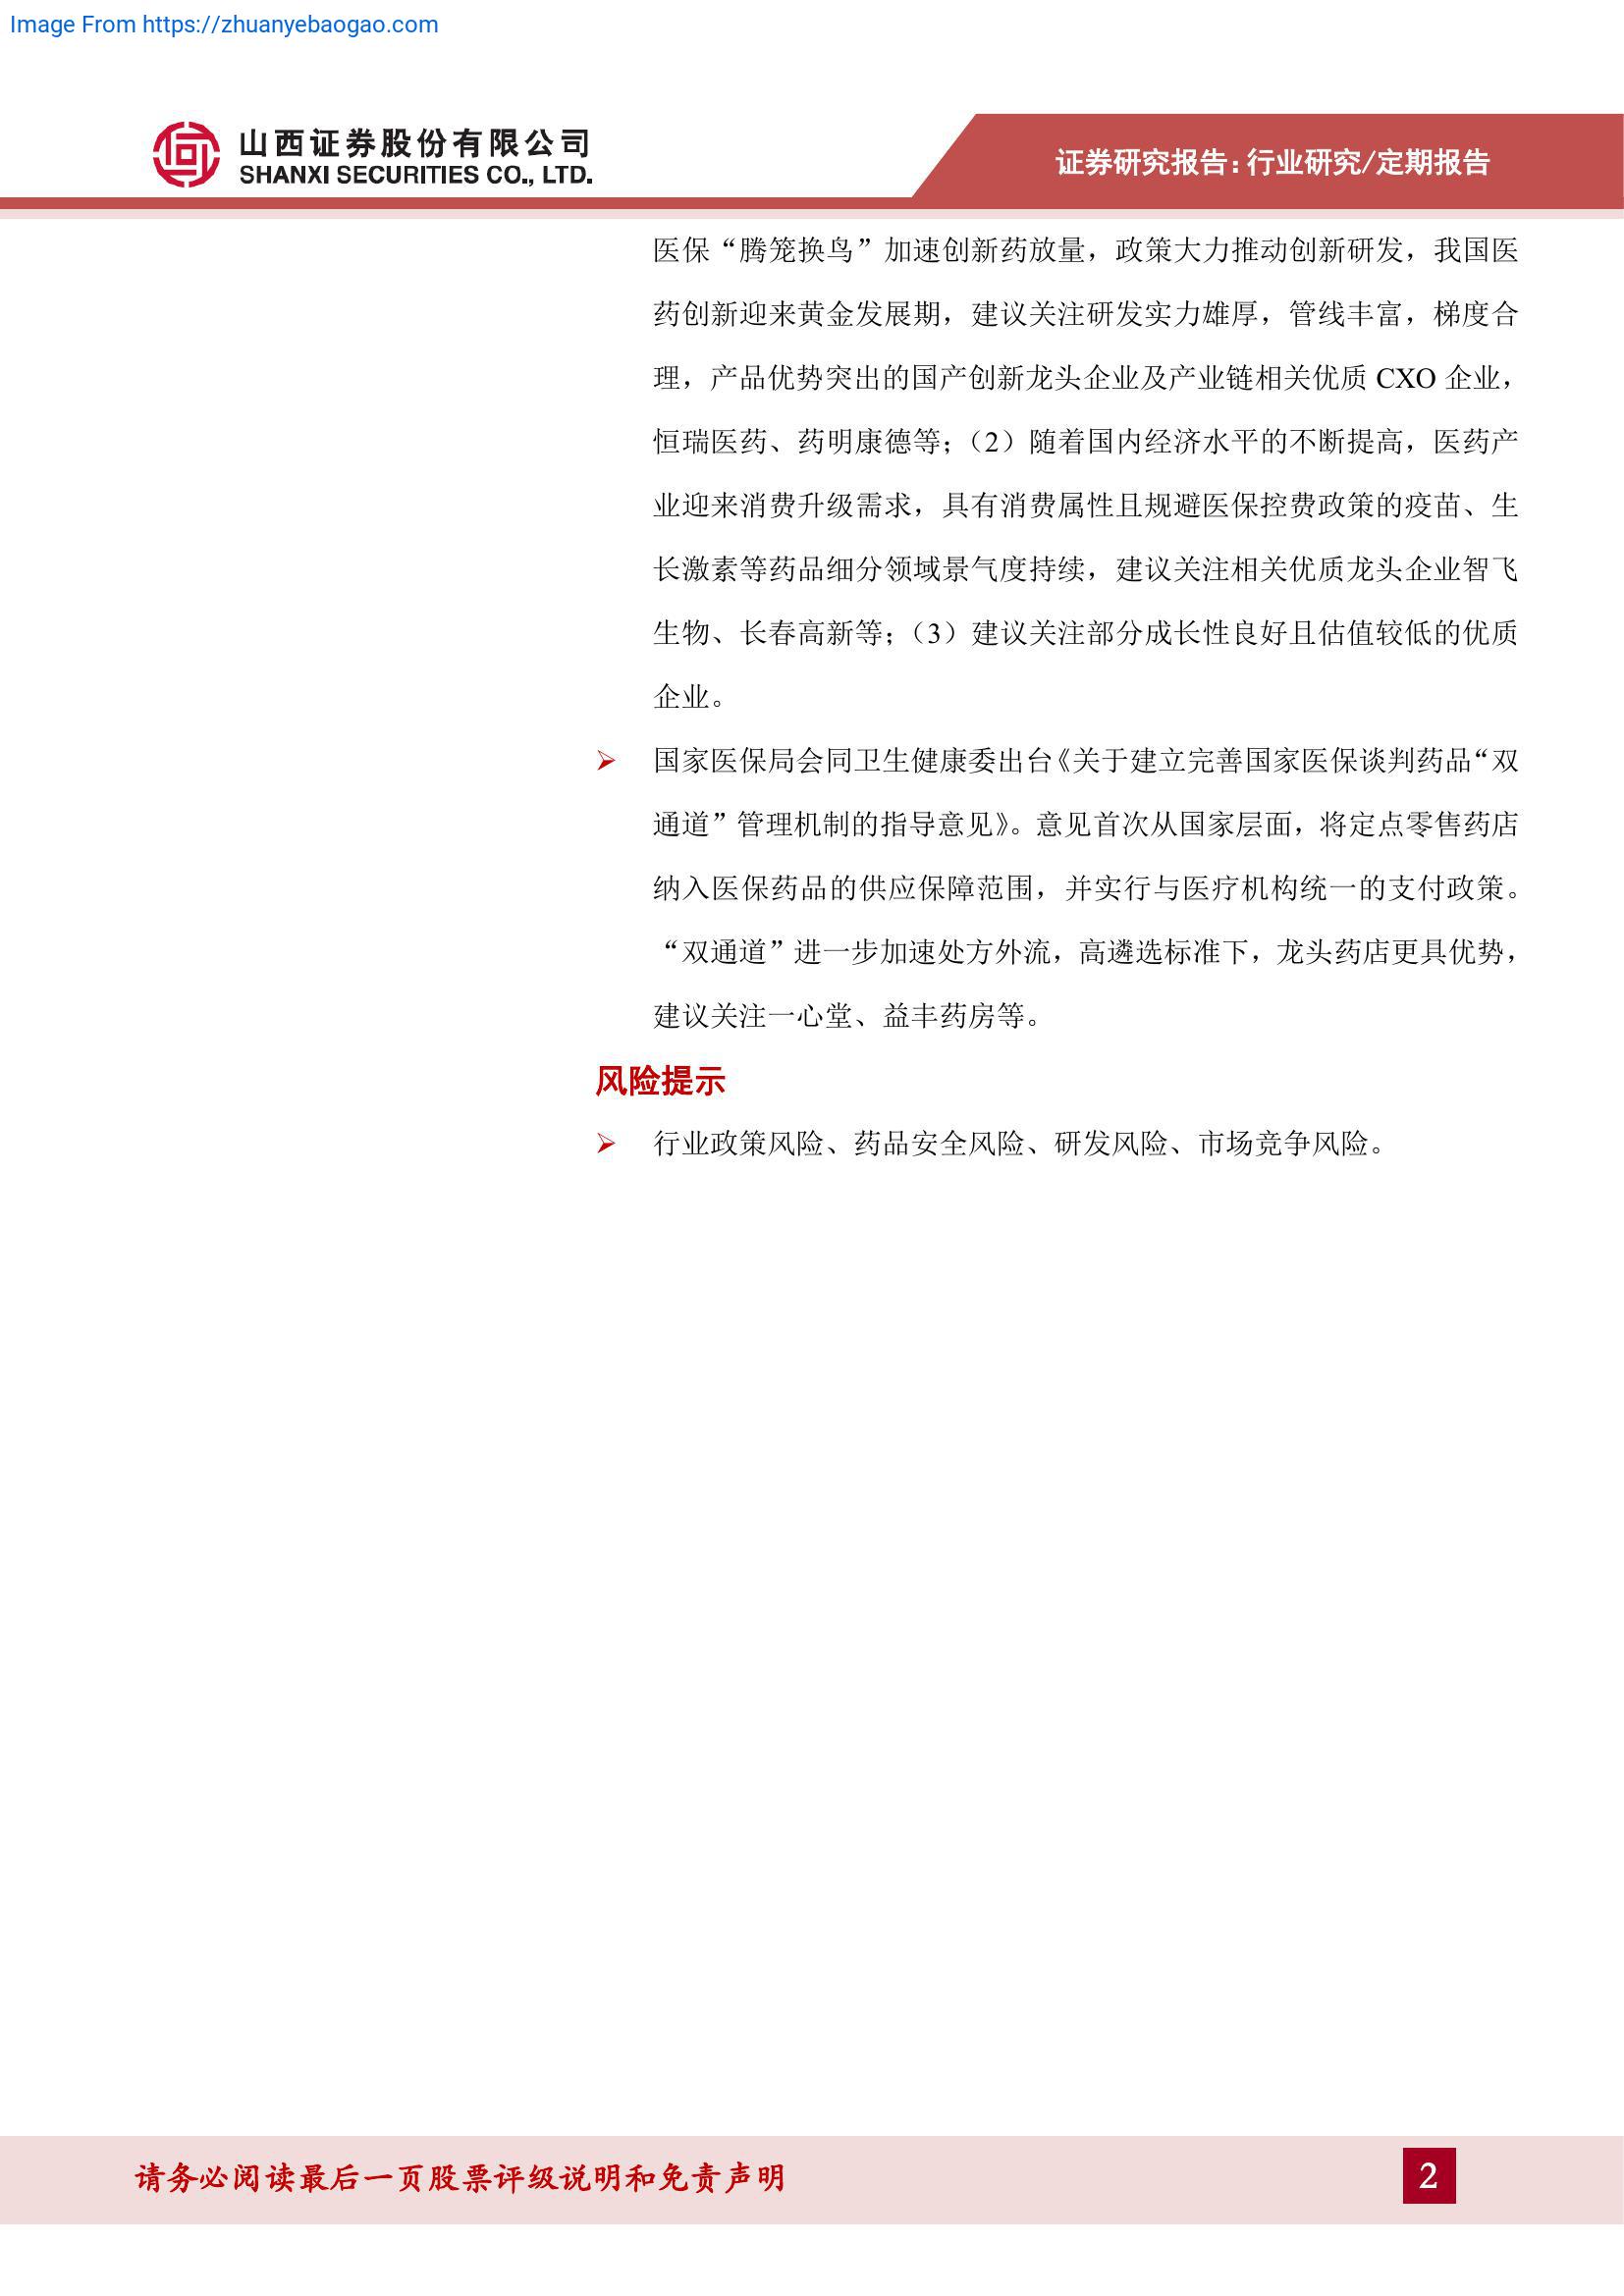 Image From https://zhuanyebaogao.com
山西证券股份有限公司
SHANXI SECURITIES CO., LTD.
证券研究报告：行业研究/定期报告
医保“腾笼换鸟”加速创新药放量，政策大力推动创新研发，我国医
药创新迎来黄金发展期，建议关注研发实力雄厚，管线丰富，梯度合
理，产品优势突出的国产创新龙头企业及产业链相关优质 CXO 企业，
恒瑞医药、药明康德等；（2）随着国内经济水平的不断提高，医药产
业迎来消费升级需求，具有消费属性且规避医保控费政策的疫苗、生
长激素等药品细分领域景气度持续，建议关注相关优质龙头企业智飞
生物、长春高新等；（3）建议关注部分成长性良好且估值较低的优质
企业。
➢ 国家医保局会同卫生健康委出台《关于建立完善国家医保谈判药品“双
通道”管理机制的指导意见》。意见首次从国家层面，将定点零售药店
纳入医保药品的供应保障范围，并实行与医疗机构统一的支付政策。
“双通道”进一步加速处方外流，高遴选标准下，龙头药店更具优势，
建议关注一心堂、益丰药房等。
风险提示
➢ 行业政策风险、药品安全风险、研发风险、市场竞争风险。
请务必阅读最后一页股票评级说明和免责声明
2